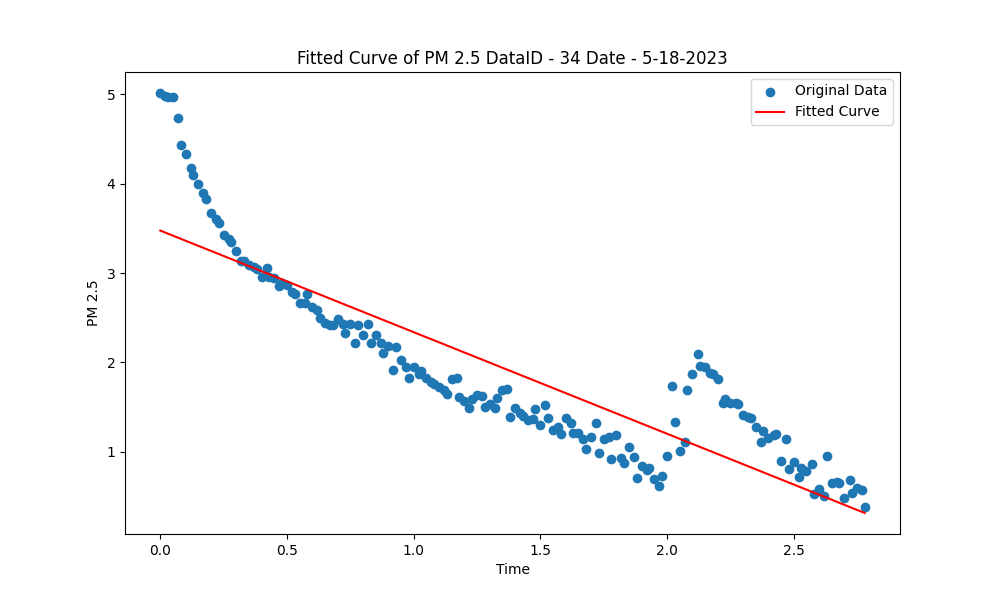 Fitted Curve of PM 2.5 DataID - 34 Date - 5-18-2023
Original Data
Fitted Curve
5
4
3
2
1
PM 2.5
0.0 0.5 1.0 1.5 2.0 2.5
Time